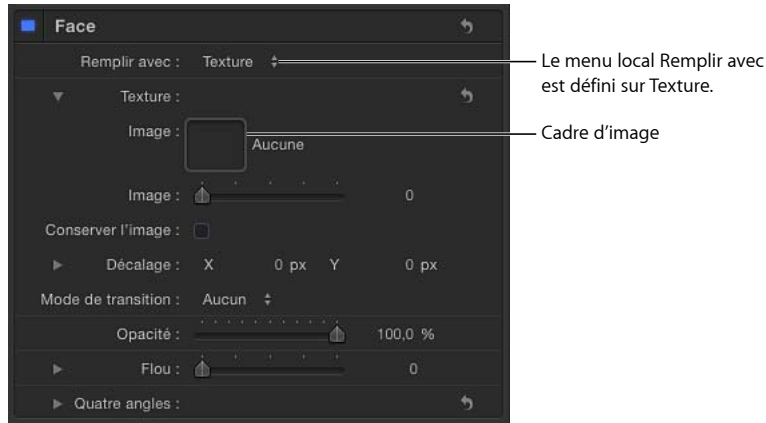 Face
Remplir avec : Texture
Le menu local Remplir avec
est défini sur Texture.
Texture :
Image : Aucune
Cadre d’image
Image : 0
Conserver l’image :
Décalage : X 0 px Y 0 px
Mode de transition : Aucun
Opacité : 100,0 %
Flou : 0
Quatre angles :